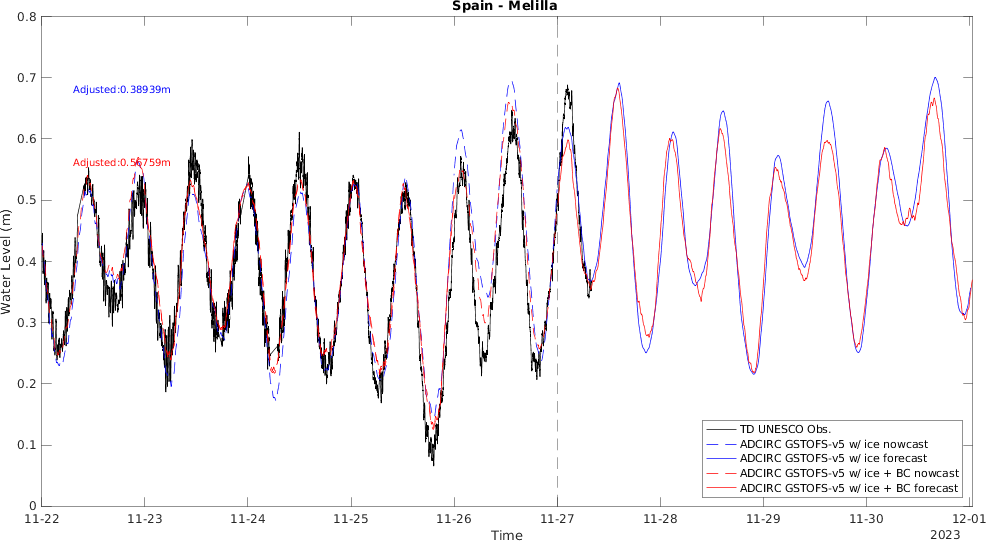 Spain - Melilla
0.8
0.7
0.6
0.5
0.4
0.3
0.2
0.1
0
Water Level (m)
Adjusted:0.38939m
Adjusted:0.56759m
TD UNESCO Obs.
ADCIRC GSTOFS-v5 w/ ice nowcast
ADCIRC GSTOFS-v5 w/ ice forecast
ADCIRC GSTOFS-v5 w/ ice + BC nowcast
ADCIRC GSTOFS-v5 w/ ice + BC forecast
11-22 11-23 11-24 11-25 11-26 11-27 11-28 11-29 11-30 12-01
Time
2023